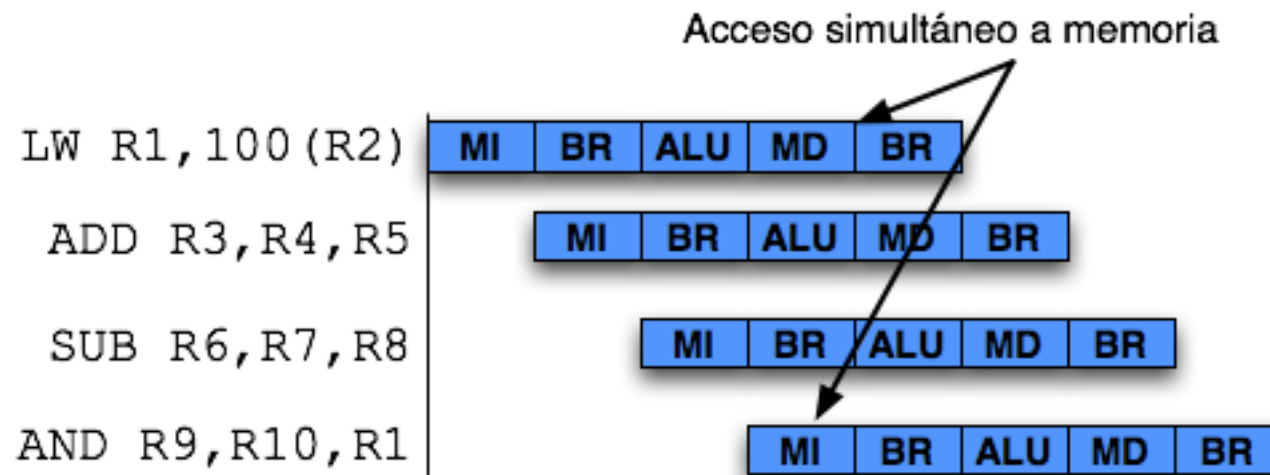 Acceso simultáneo a memoria
LW R1,100(R2) MI BR ALU MD BR
ADD R3,R4,R5 MI BR ALU MD BR
SUB R6,R7,R8 MI BR ALU MD BR
AND R9,R10,R1 MI BR ALU MD BR